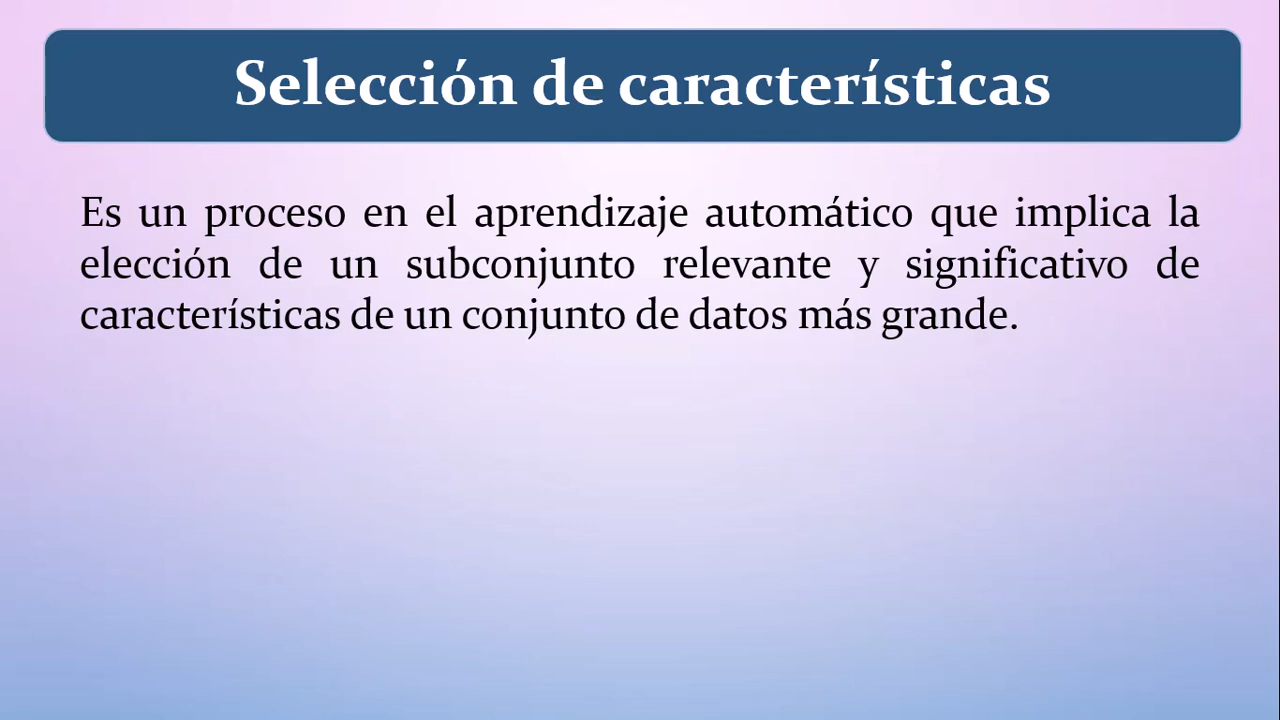 Selección de características
Es un proceso en el aprendizaje automático que implica la
elección de un subconjunto relevante y significativo de
características de un conjunto de datos más grande.